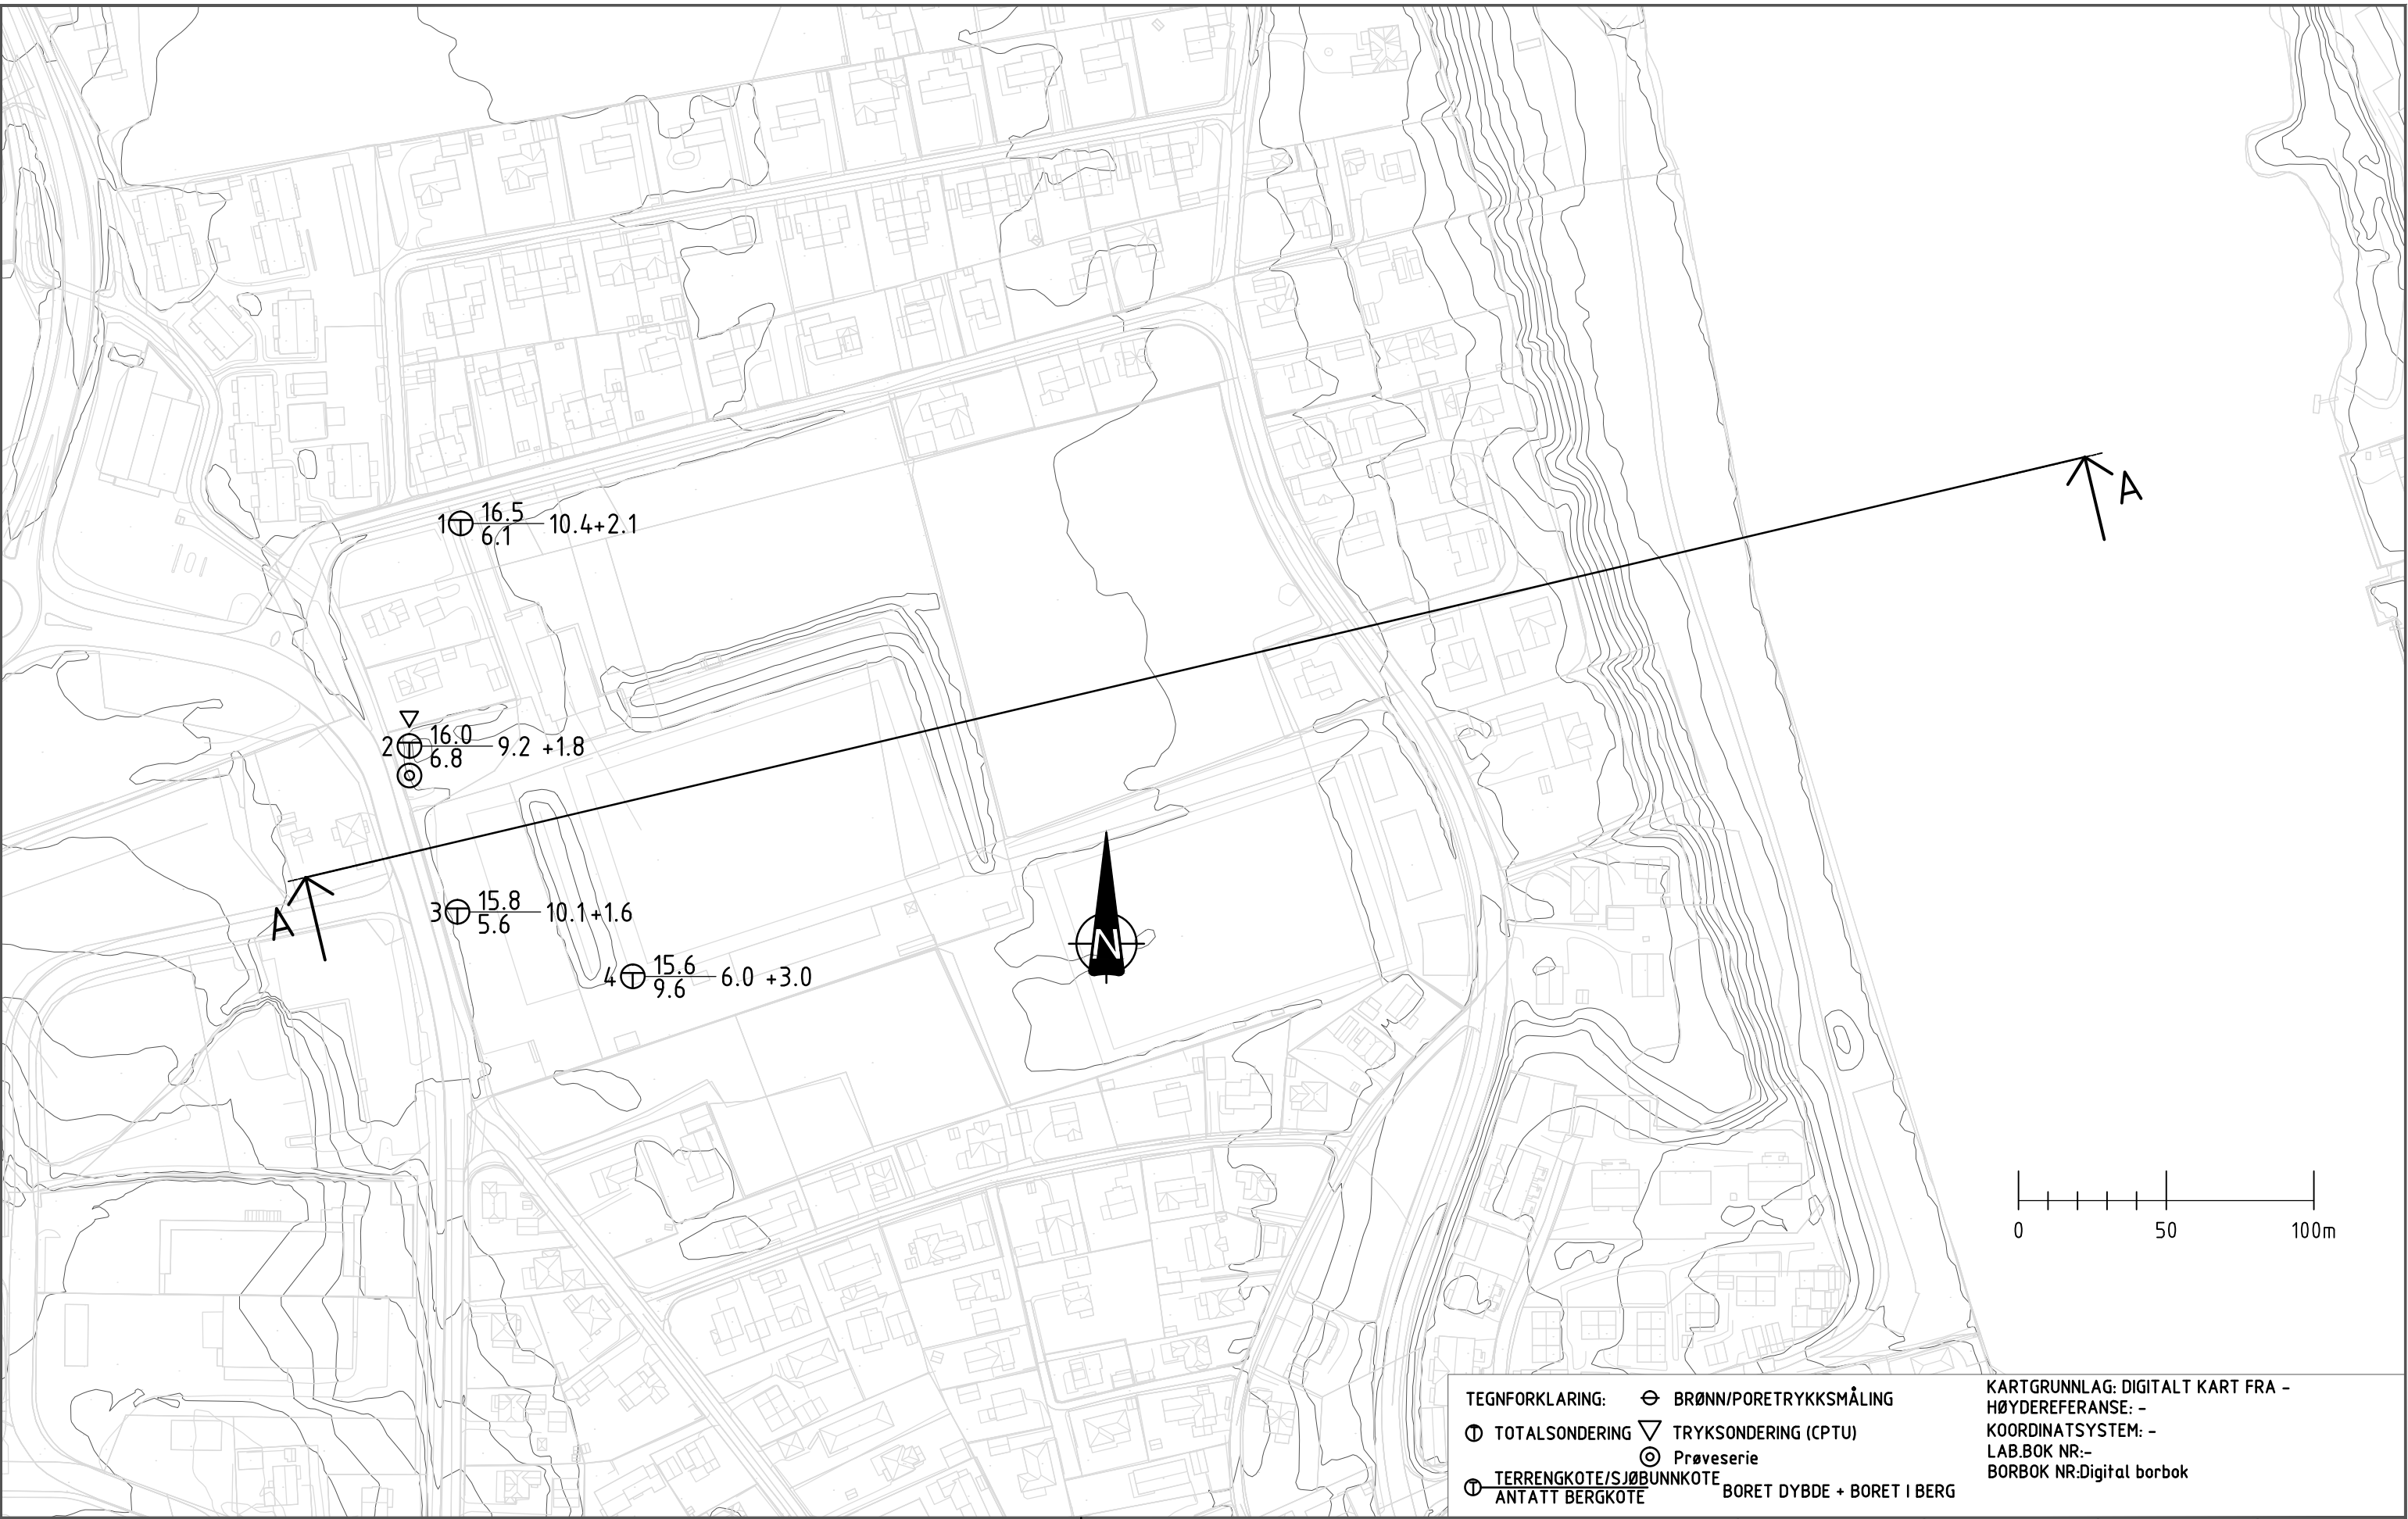 A
1 16.5 10.4+2.1
6.1
2 16.0 9.2 +1.8
6.8
3 15.8 10.1+1.6
5.6
A
4 15.6 6.0 +3.0
9.6
N
0 50 100m
TEGNFORKLARING:
BRØNN/PORETRYKKSMÅLING
TOTALSONDERING
TRYKSONDERING (CPTU)
Prøveserie
TERRENGKOTE/SJØBUNNKOTE
ANTATT BERGKOTE
BORET DYBDE + BORET I BERG
KARTGRUNNLAG: DIGITALT KART FRA -
HØYDEREFERANSE: -
KOORDINATSYSTEM: -
LAB.BOK NR:-
BORBOK NR:Digital borbok